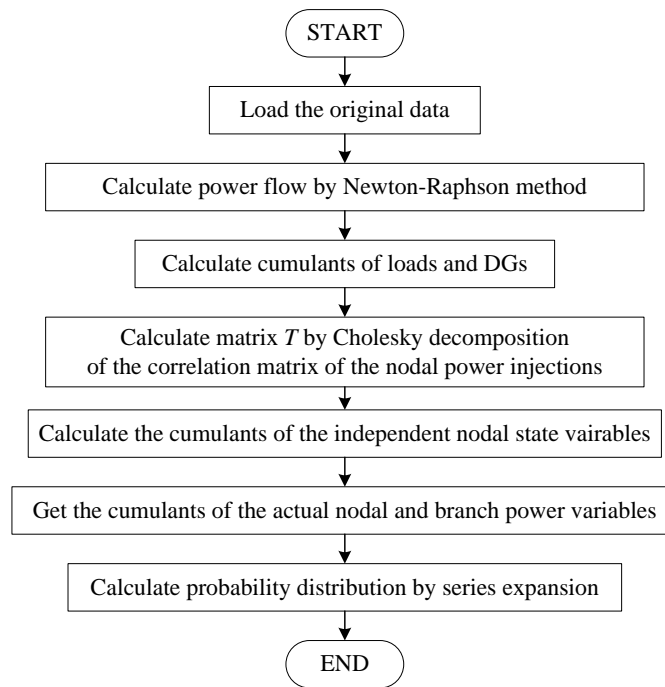 START
Load the original data
Calculate power flow by Newton-Raphson method
Calculate cumulants of loads and DGs
Calculate matrix T by Cholesky decomposition
of the correlation matrix of the nodal power injections
Calculate the cumulants of the independent nodal state vairables
Get the cumulants of the actual nodal and branch power variables
Calculate probability distribution by series expansion
END